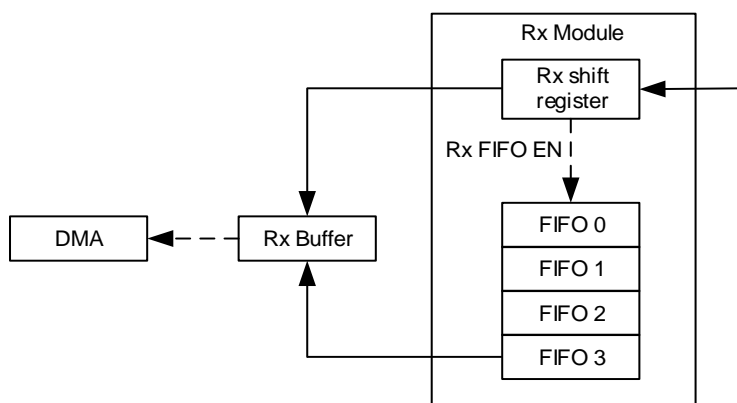 Rx Module
Rx shift
register
Rx FIFO EN
DMA
Rx Buffer
FIFO 0
FIFO 1
FIFO 2
FIFO 3